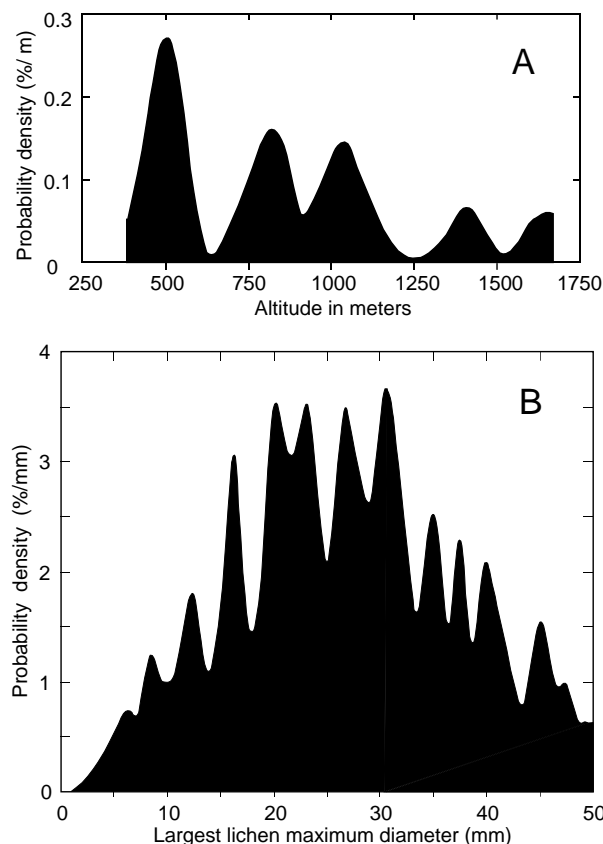 A
Probability density (%/ m)
0.3
0.2
0.1
0
250 500 750 1000 1250 1500 1750
Altitude in meters
B
Probability density (%/mm)
4
3
2
1
0
0 10 20 30 40 50
Largest lichen maximum diameter (mm)